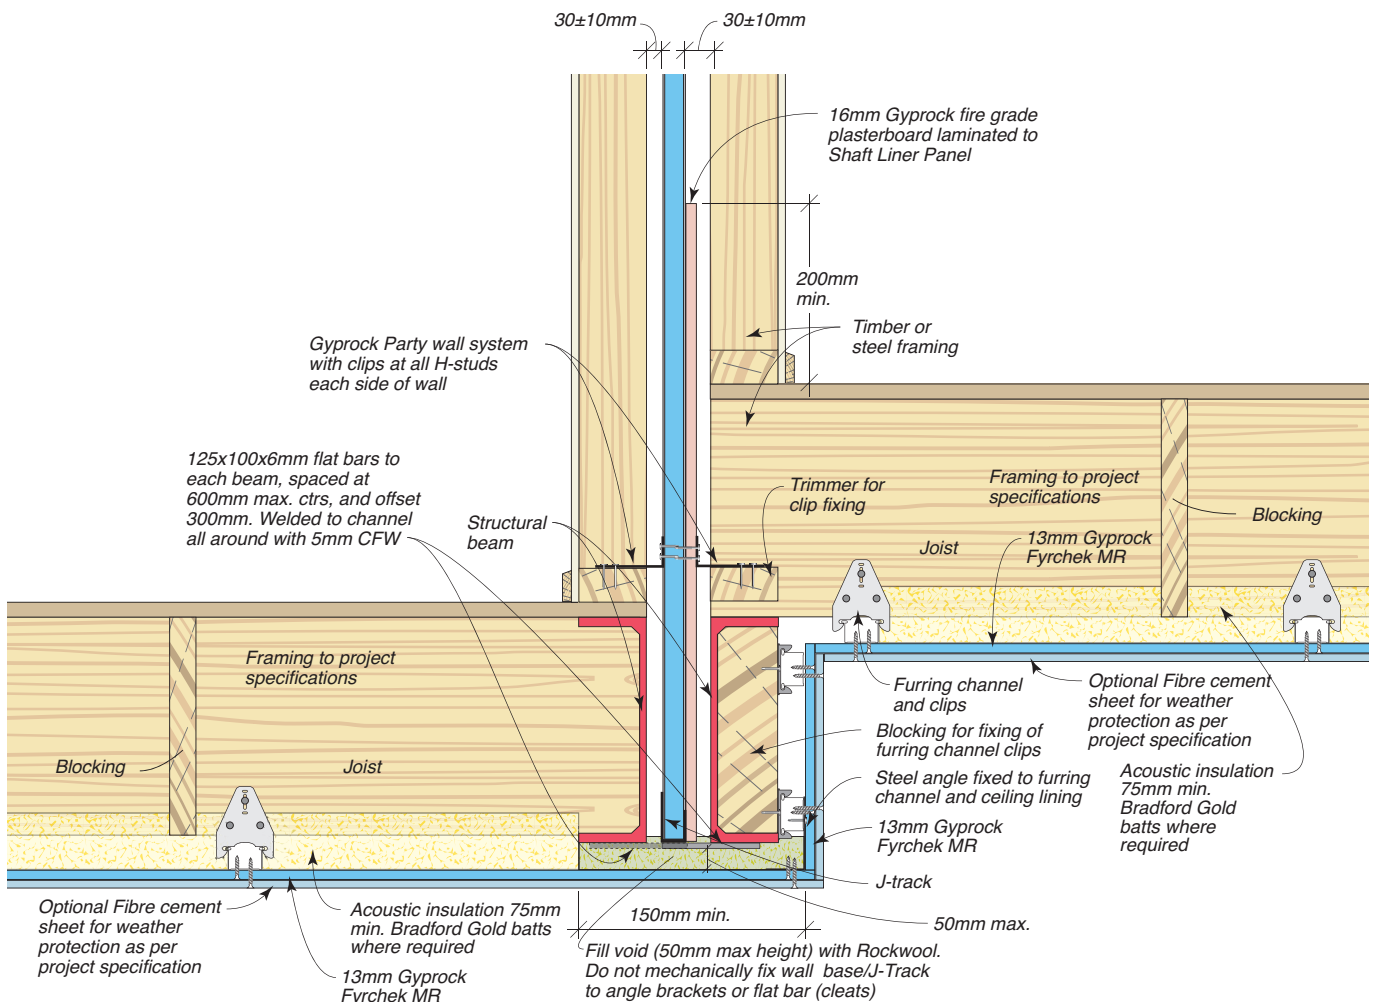 30±10mm
30±10mm
16mm Gyprock fire grade
plasterboard laminated to
Shaft Liner Panel
200mm
min.
Timber or
steel framing
Gyprock Party wall system
with clips at all H-studs
each side of wall
125x100x6mm flat bars to
each beam, spaced at
600mm max. ctrs, and offset
300mm. Welded to channel
all around with 5mm CFW
Structural
beam
Trimmer for
clip fixing
Framing to project
specifications
Blocking
Joist
13mm Gyprock
Fyrchek MR
Framing to project
specifications
Blocking
Joist
Furring channel
and clips
Optional Fibre cement
sheet for weather
protection as per
project specification
Blocking for fixing of
furring channel clips
Steel angle fixed to furring
channel and ceiling lining
Acoustic insulation
75mm min.
Bradford Gold
batts where
required
13mm Gyprock
Fyrchek MR
J-track
Optional Fibre cement
sheet for weather
protection as per
project specification
Acoustic insulation 75mm
min. Bradford Gold batts
where required
150mm min.
50mm max.
13mm Gyprock
Fyrchek MR
Fill void (50mm max height) with Rockwool.
Do not mechanically fix wall base/J-Track
to angle brackets or flat bar (cleats)